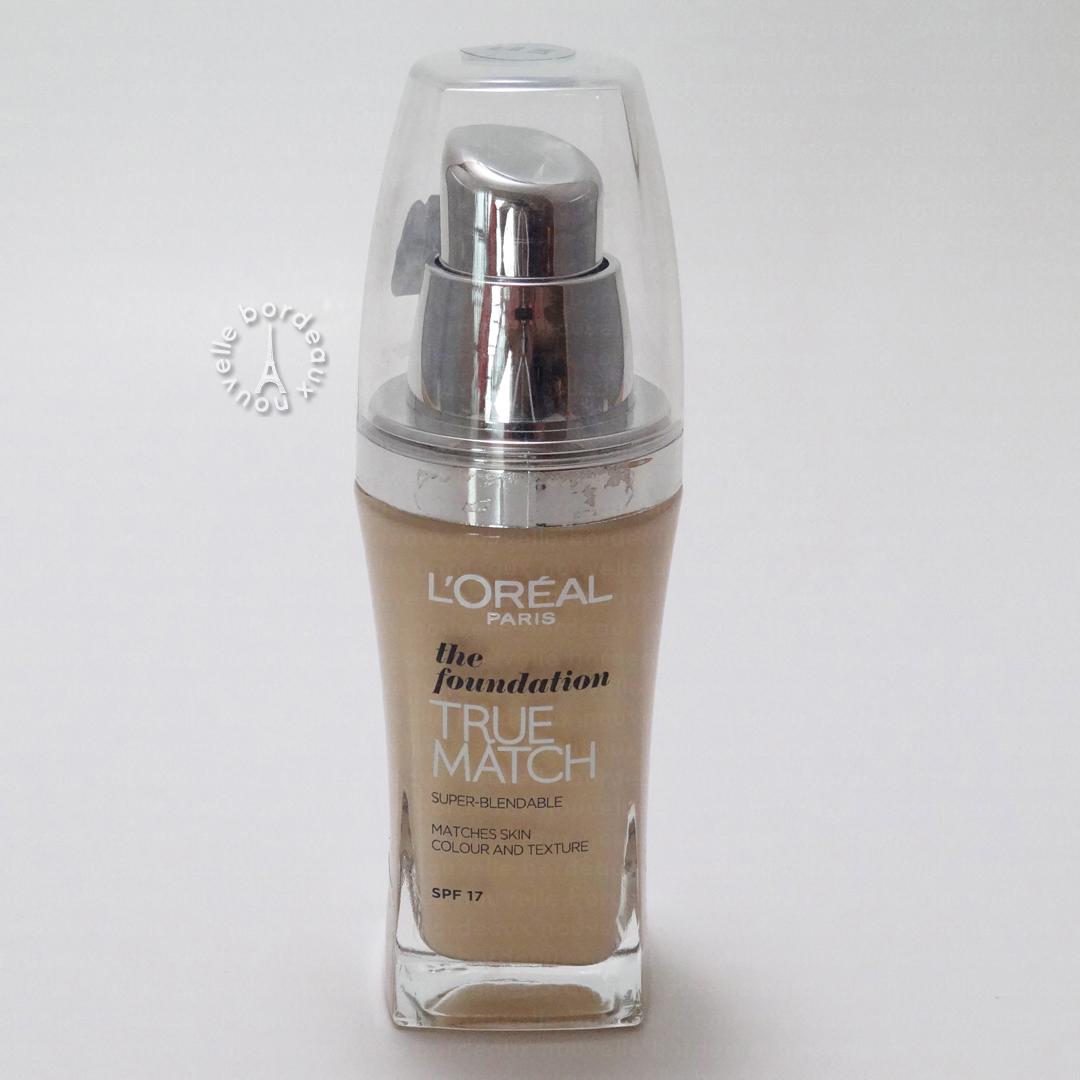 nouvelle bordeaux
L'ORÉAL
PARIS
the
foundation
TRUE
MATCH
SUPER-BLENDABLE
MATCHES SKIN
COLOUR AND TEXTURE
SPF 17